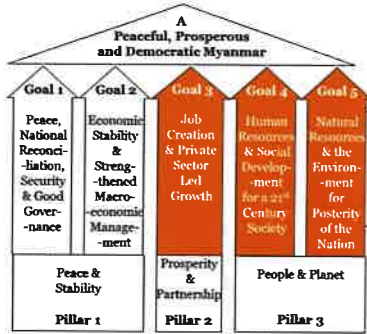 A
Peaceful, Prosperous
and Democratic Myanmar
Goal 1
Peace,
National
Reconci-
-liation,
Security
& Good
Gover-
-nance
Goal 2
Economic
Stability
&
Streng-
-thened
Macro-
-economic
Manage-
-ment
Goal 3
Job
Creation
& Private
Sector
Led
Growth
Goal 4
Human
Resources
& Social
Develop-
-ment
for a 21st
Century
Society
Goal 5
Natural
Resources
& the
Environ-
-ment
for
Posterity
of the
Nation
Peace &
Stability
Pillar 1
Prosperity
&
Partnership
Pillar 2
People & Planet
Pillar 3